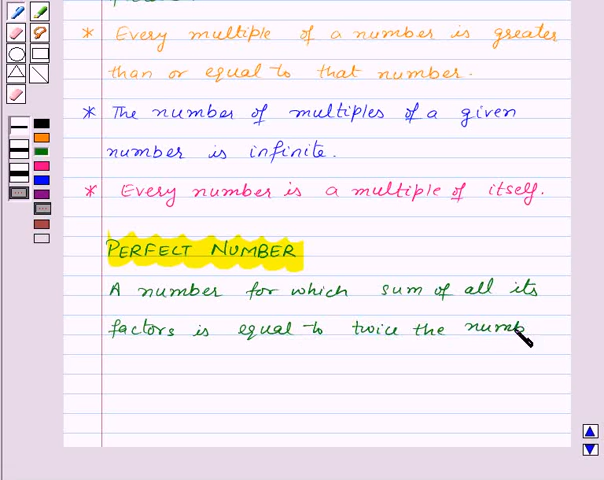 * Every multiple of a number is greater
than or equal to that number.
* The number of multiples of a given
number is infinite.
* Every number is a multiple of itself.
PERFECT NUMBER
A number for which sum of all its
factors is equal to twice the numb